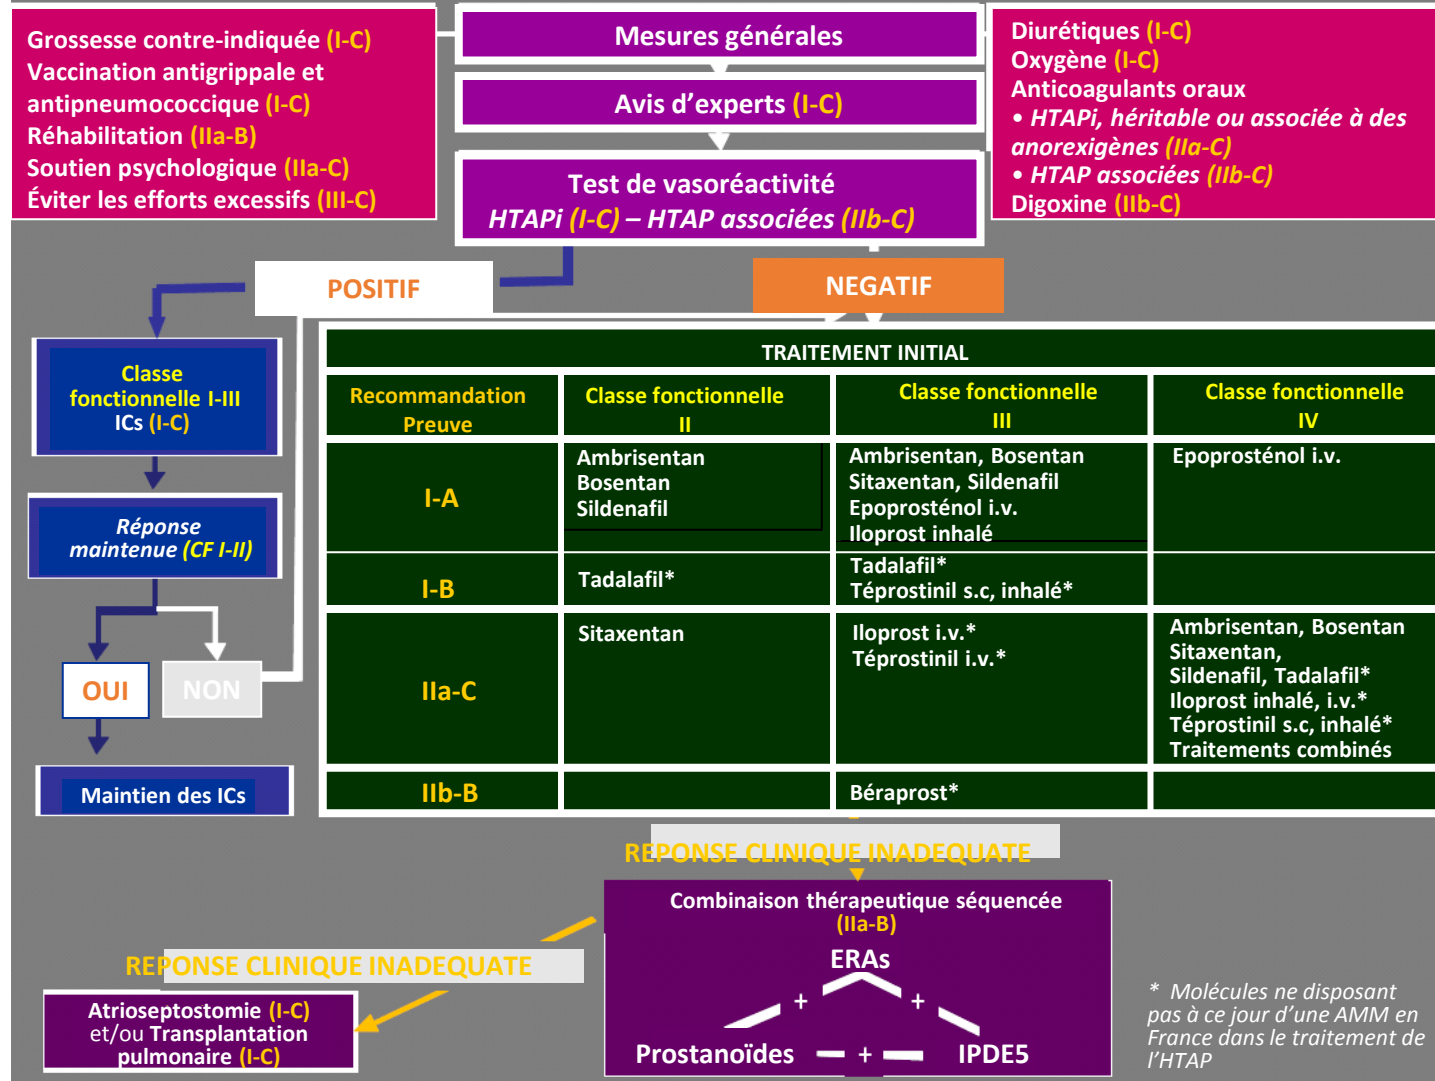 Grossesse contre-indiquée (I-C)
Vaccination antigrippale et
antipneumococcique (I-C)
Réhabilitation (IIa-B)
Soutien psychologique (IIa-C)
Éviter les efforts excessifs (III-C)
Mesures générales
Avis d’experts (I-C)
Test de vasoréactivité
HTAPi (I-C) – HTAP associées (IIb-C)
Diurétiques (I-C)
Oxygène (I-C)
Anticoagulants oraux
• HTAPi, héritable ou associée à des
anorexigènes (IIa-C)
• HTAP associées (IIb-C)
Digoxine (IIb-C)
POSITIF
NEGATIF
Classe
fonctionnelle I-III
ICs (I-C)
Réponse
maintenue (CF I-II)
OUI
NON
Maintien des ICs
TRAITEMENT INITIAL
Recommandation
Preuve
Classe fonctionnelle
II
Classe fonctionnelle
III
Classe fonctionnelle
IV
I-A
Ambrisentan
Bosentan
Sildenafil
Ambrisentan, Bosentan
Sitaxentan, Sildenafil
Epoprosténol i.v.
Iloprost inhalé
Epoprosténol i.v.
I-B
Tadalafil*
Tadalafil*
Téprostinil s.c, inhalé*
IIa-C
Sitaxentan
Iloprost i.v.*
Téprostinil i.v.*
Ambrisentan, Bosentan
Sitaxentan,
Sildenafil, Tadalafil*
Iloprost inhalé, i.v.*
Téprostinil s.c, inhalé*
Traitements combinés
IIb-B
Béraprost*
REPONSE CLINIQUE INADEQUATE
Combinaison thérapeutique séquencée
(IIa-B)
ERAs
+ +
Prostanoïdes + IPDE5
REPONSE CLINIQUE INADEQUATE
Atrioseptostomie (I-C)
et/ou Transplantation
pulmonaire (I-C)
* Molécules ne disposant
pas à ce jour d’une AMM en
France dans le traitement de
l’HTAP